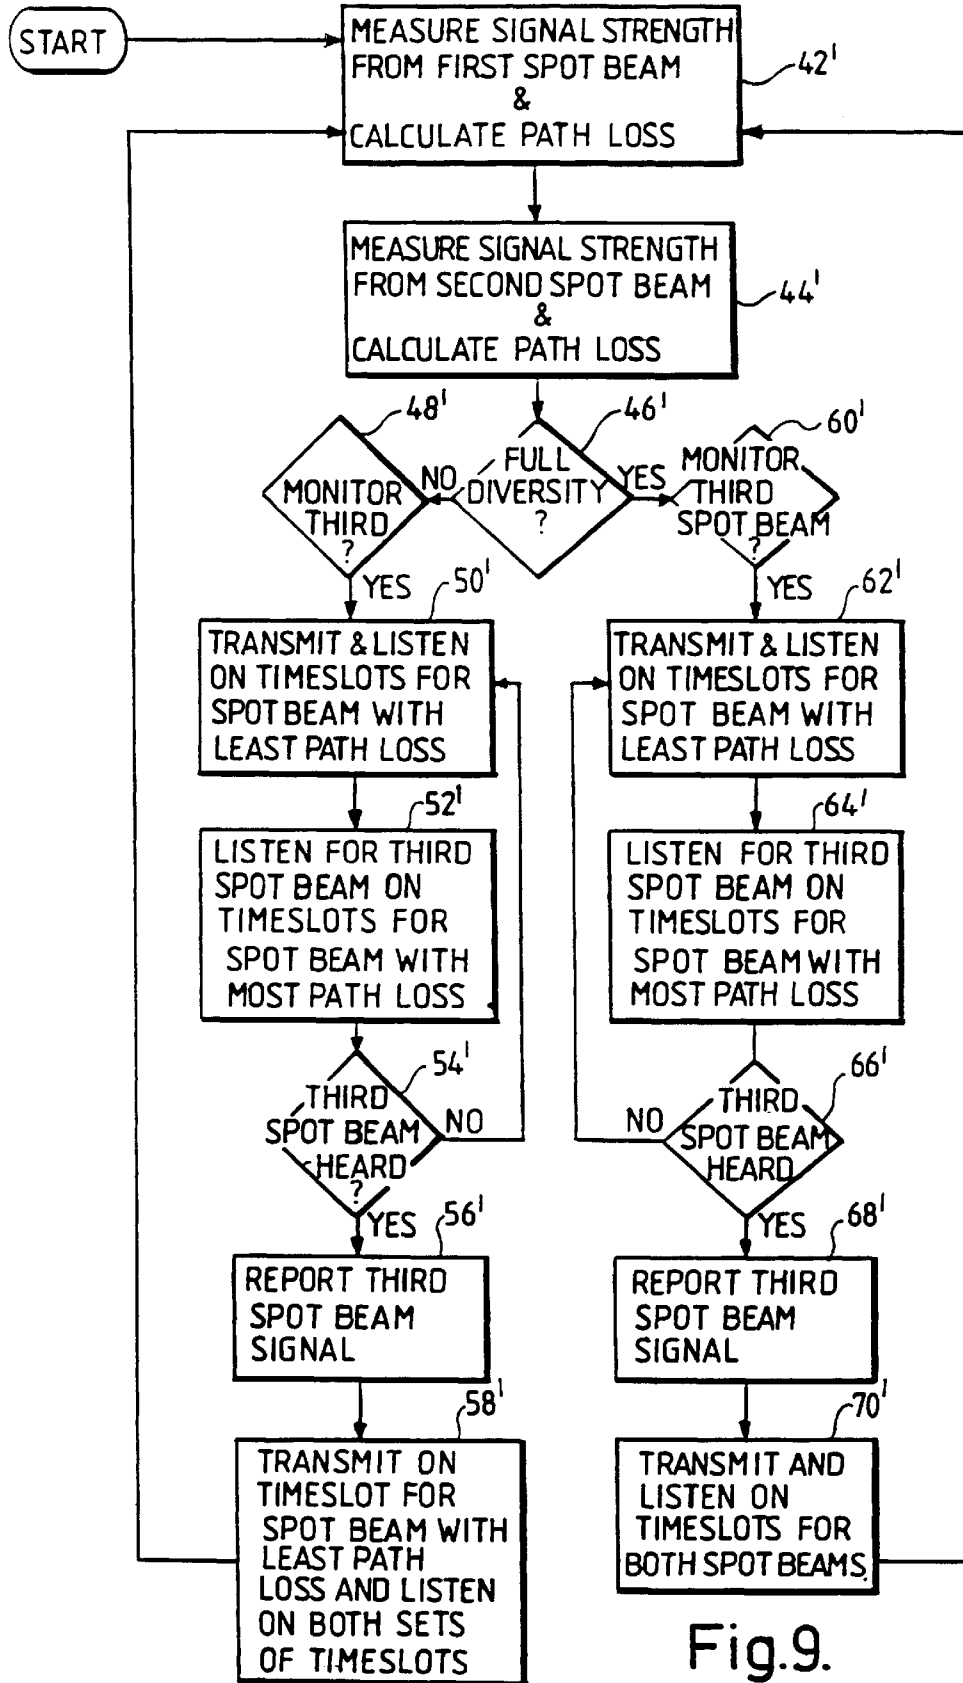 START
MEASURE SIGNAL STRENGTH
FROM FIRST SPOT BEAM
&
CALCULATE PATH LOSS
42'
MEASURE SIGNAL STRENGTH
FROM SECOND SPOT BEAM
&
CALCULATE PATH LOSS
44'
48'
MONITOR
THIRD
?
NO
46'
FULL
DIVERSITY
?
YES
60'
MONITOR
THIRD
SPOT BEAM
?
YES
50'
TRANSMIT & LISTEN
ON TIMESLOTS FOR
SPOT BEAM WITH
LEAST PATH LOSS
YES
62'
TRANSMIT & LISTEN
ON TIMESLOTS FOR
SPOT BEAM WITH
LEAST PATH LOSS
52'
LISTEN FOR THIRD
SPOT BEAM ON
TIMESLOTS FOR
SPOT BEAM WITH
MOST PATH LOSS
64'
LISTEN FOR THIRD
SPOT BEAM ON
TIMESLOTS FOR
SPOT BEAM WITH
MOST PATH LOSS
54'
THIRD
SPOT BEAM
HEARD
?
NO
66'
THIRD
SPOT BEAM
HEARD
NO
YES
56'
REPORT THIRD
SPOT BEAM
SIGNAL
YES
68'
REPORT THIRD
SPOT BEAM
SIGNAL
58'
TRANSMIT ON
TIMESLOT FOR
SPOT BEAM WITH
LEAST PATH
LOSS AND LISTEN
ON BOTH SETS
OF TIMESLOTS
70'
TRANSMIT AND
LISTEN ON
TIMESLOTS FOR
BOTH SPOT BEAMS
Fig.9.